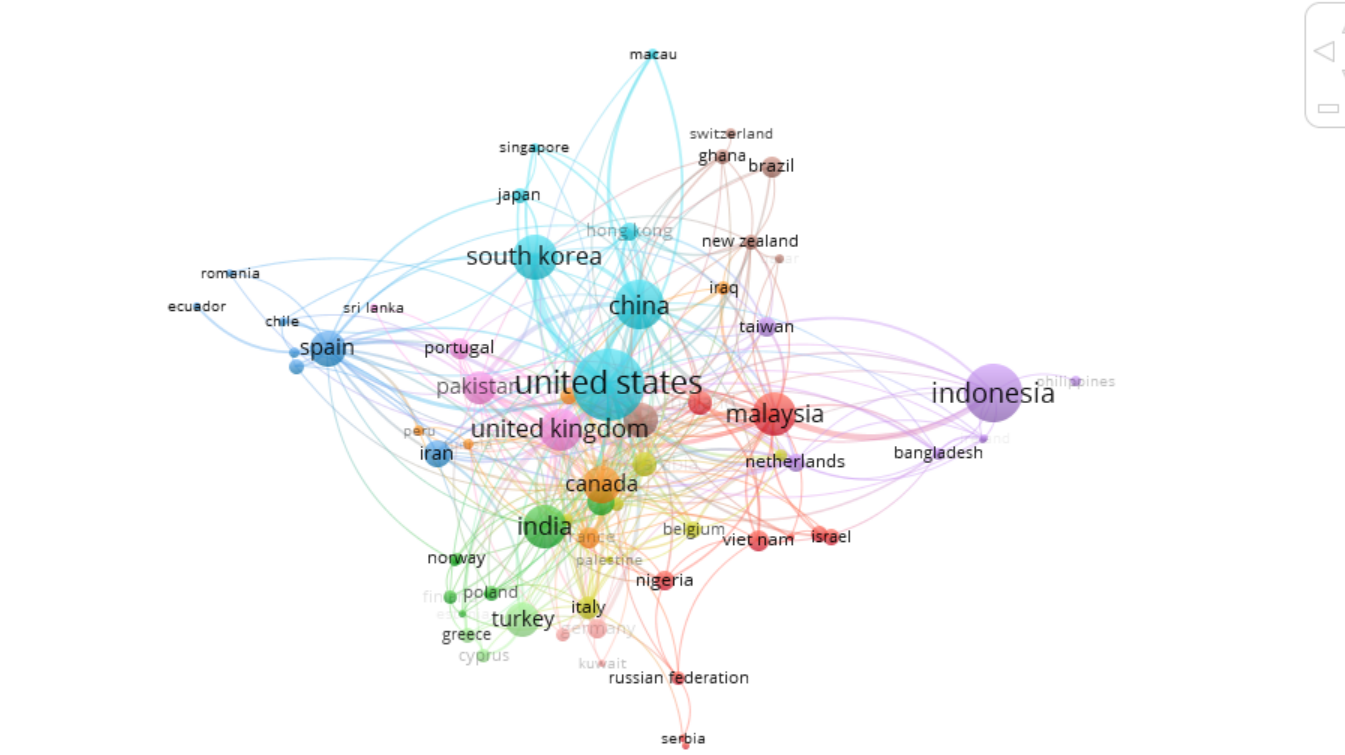 macau
switzerland
singapore
ghana
brazil
japan
hong kong
new zealand
south korea
romania
iraq
ecuador
sri lanka
china
chile
taiwan
spain
portugal
united states
pakistan
philippines
indonesia
malaysia
united kingdom
peru
iran
bangladesh
netherlands
canada
india
belgium
viet nam
israel
france
norway
palestine
nigeria
poland
italy
turkey
germany
greece
cyprus
kuwait
russian federation
serbia